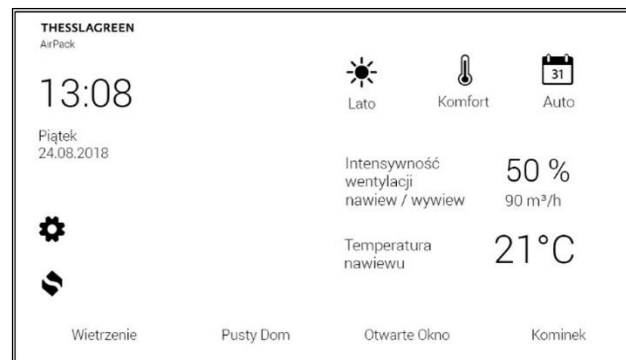 THESSLAGREEN
AirPack
13:08
Piątek
24.08.2018
Lato
Komfort
31
Auto
Intensywność
wentylacji
nawiew / wywiew
50 %
90 m³/h
Temperatura
nawiewu
21°C
Wietrzenie
Pusty Dom
Otwarte Okno
Kominek